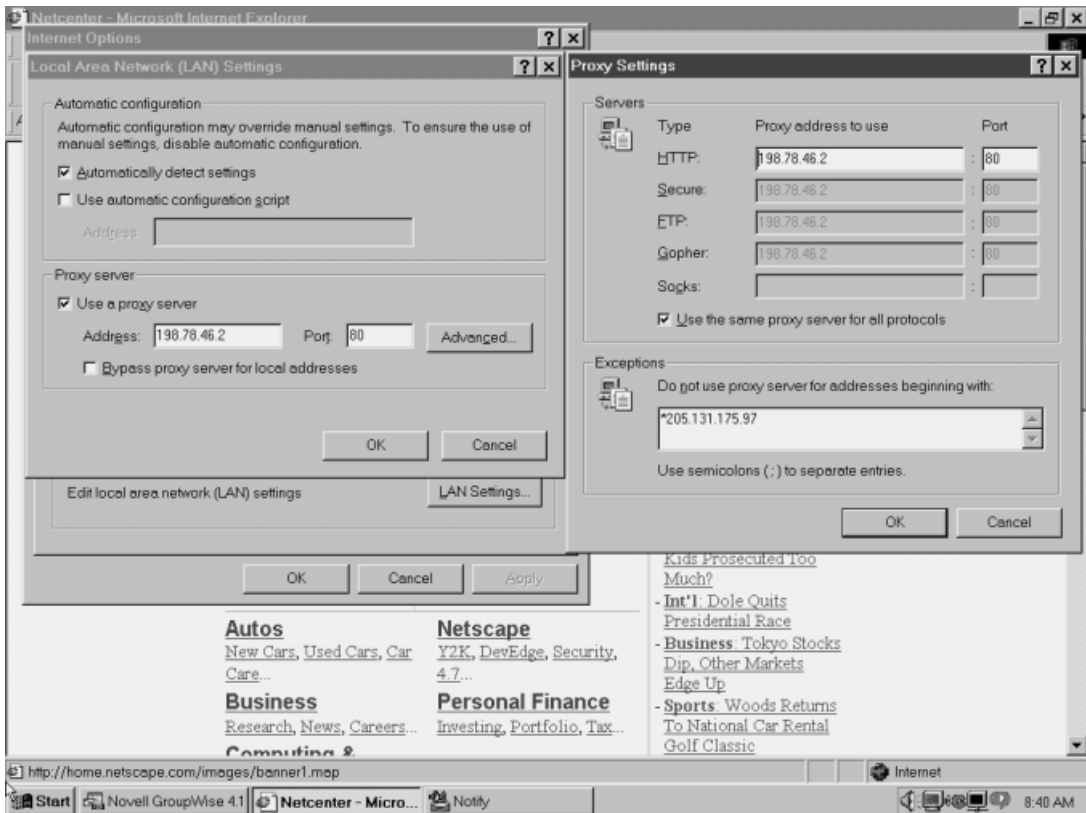 Netcenter - Microsoft Internet Explorer
Internet Options
Local Area Network (LAN) Settings
Automatic configuration
Automatic configuration may override manual settings. To ensure the use of
manual settings, disable automatic configuration.
Automatically detect settings
Use automatic configuration script
Address
Proxy server
Use a proxy server
Address: 198.78.46.2 Port: 80 Advanced...
Bypass proxy server for local addresses
OK Cancel
Edit local area network (LAN) settings LAN Settings...
OK Cancel Apply
Proxy Settings
Servers
Type Proxy address to use Port
HTTP: 198.78.46.2 : 80
Secure: 198.78.46.2 : 80
FTP: 198.78.46.2 : 80
Gopher: 198.78.46.2 : 80
Socks: :
Use the same proxy server for all protocols
Exceptions
Do not use proxy server for addresses beginning with:
*205.131.175.97
Use semicolons ( ; ) to separate entries.
OK Cancel
Autos
New Cars, Used Cars, Car
Care...
Business
Research, News, Careers...
Computing &
Netscape
Y2K, DevEdge, Security,
4.7...
Personal Finance
Investing, Portfolio, Tax...
Kids Prosecuted Too
Much?
- Int'l: Dole Quits
Presidential Race
- Business: Tokyo Stocks
Dip, Other Markets
Edge Up
- Sports: Woods Returns
To National Car Rental
Golf Classic
http://home.netscape.com/images/banner1.map Internet
Start Novell GroupWise 4.1 Netcenter - Micro... Notify 8:40 AM